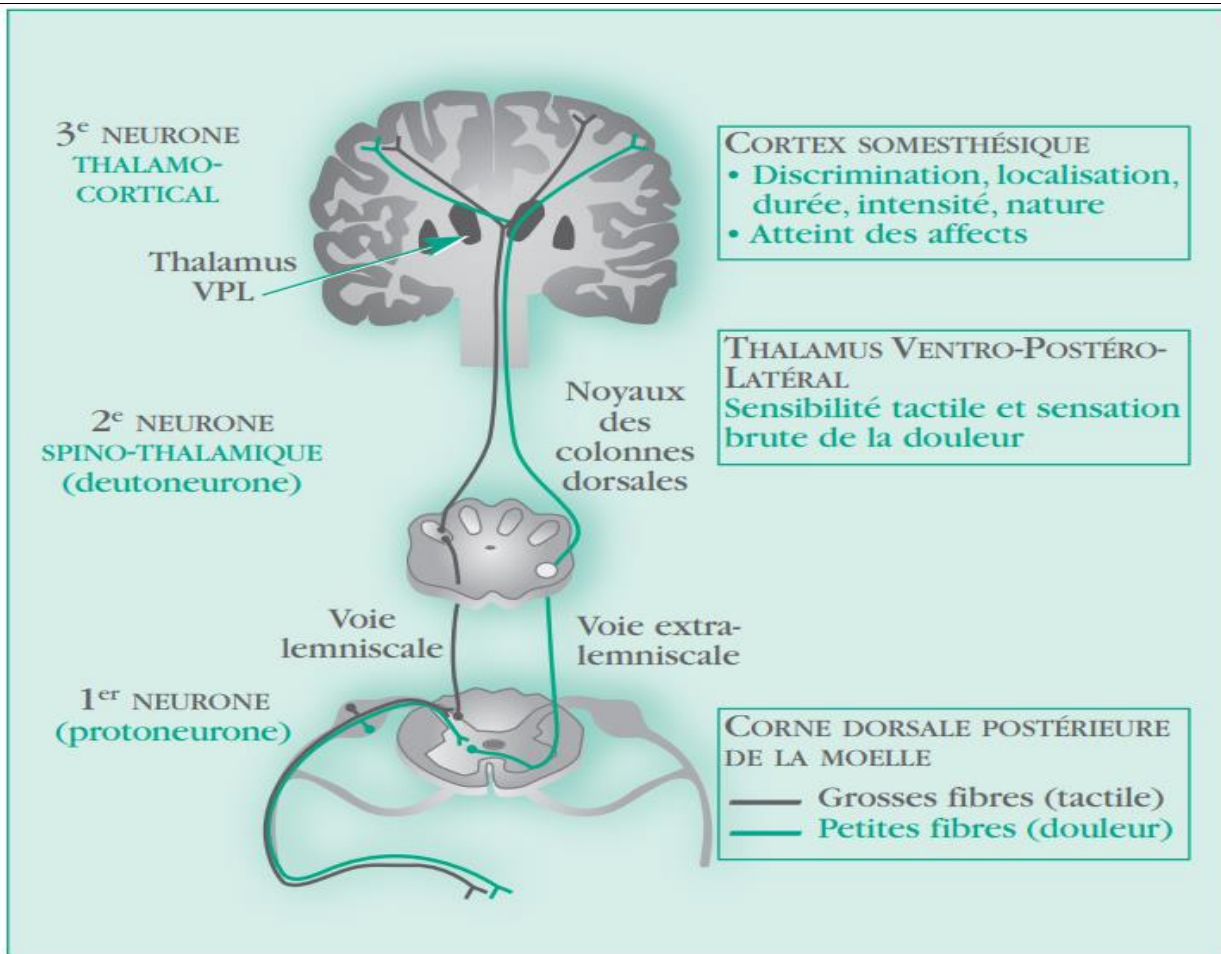 3e NEURONE
THALAMO-
CORTICAL
Thalamus
VPL
CORTEX SOMESTHÉSIQUE
• Discrimination, localisation,
durée, intensité, nature
• Atteint des affects
THALAMUS VENTRO-POSTÉRO-
LATÉRAL
Sensibilité tactile et sensation
brute de la douleur
2e NEURONE
SPINO-THALAMIQUE
(deutoneurone)
Noyaux
des
colonnes
dorsales
Voie
lemniscale
Voie extra-
lemniscale
1er NEURONE
(protoneurone)
CORNE DORSALE POSTÉRIEURE
DE LA MOELLE
Grosses fibres (tactile)
Petites fibres (douleur)